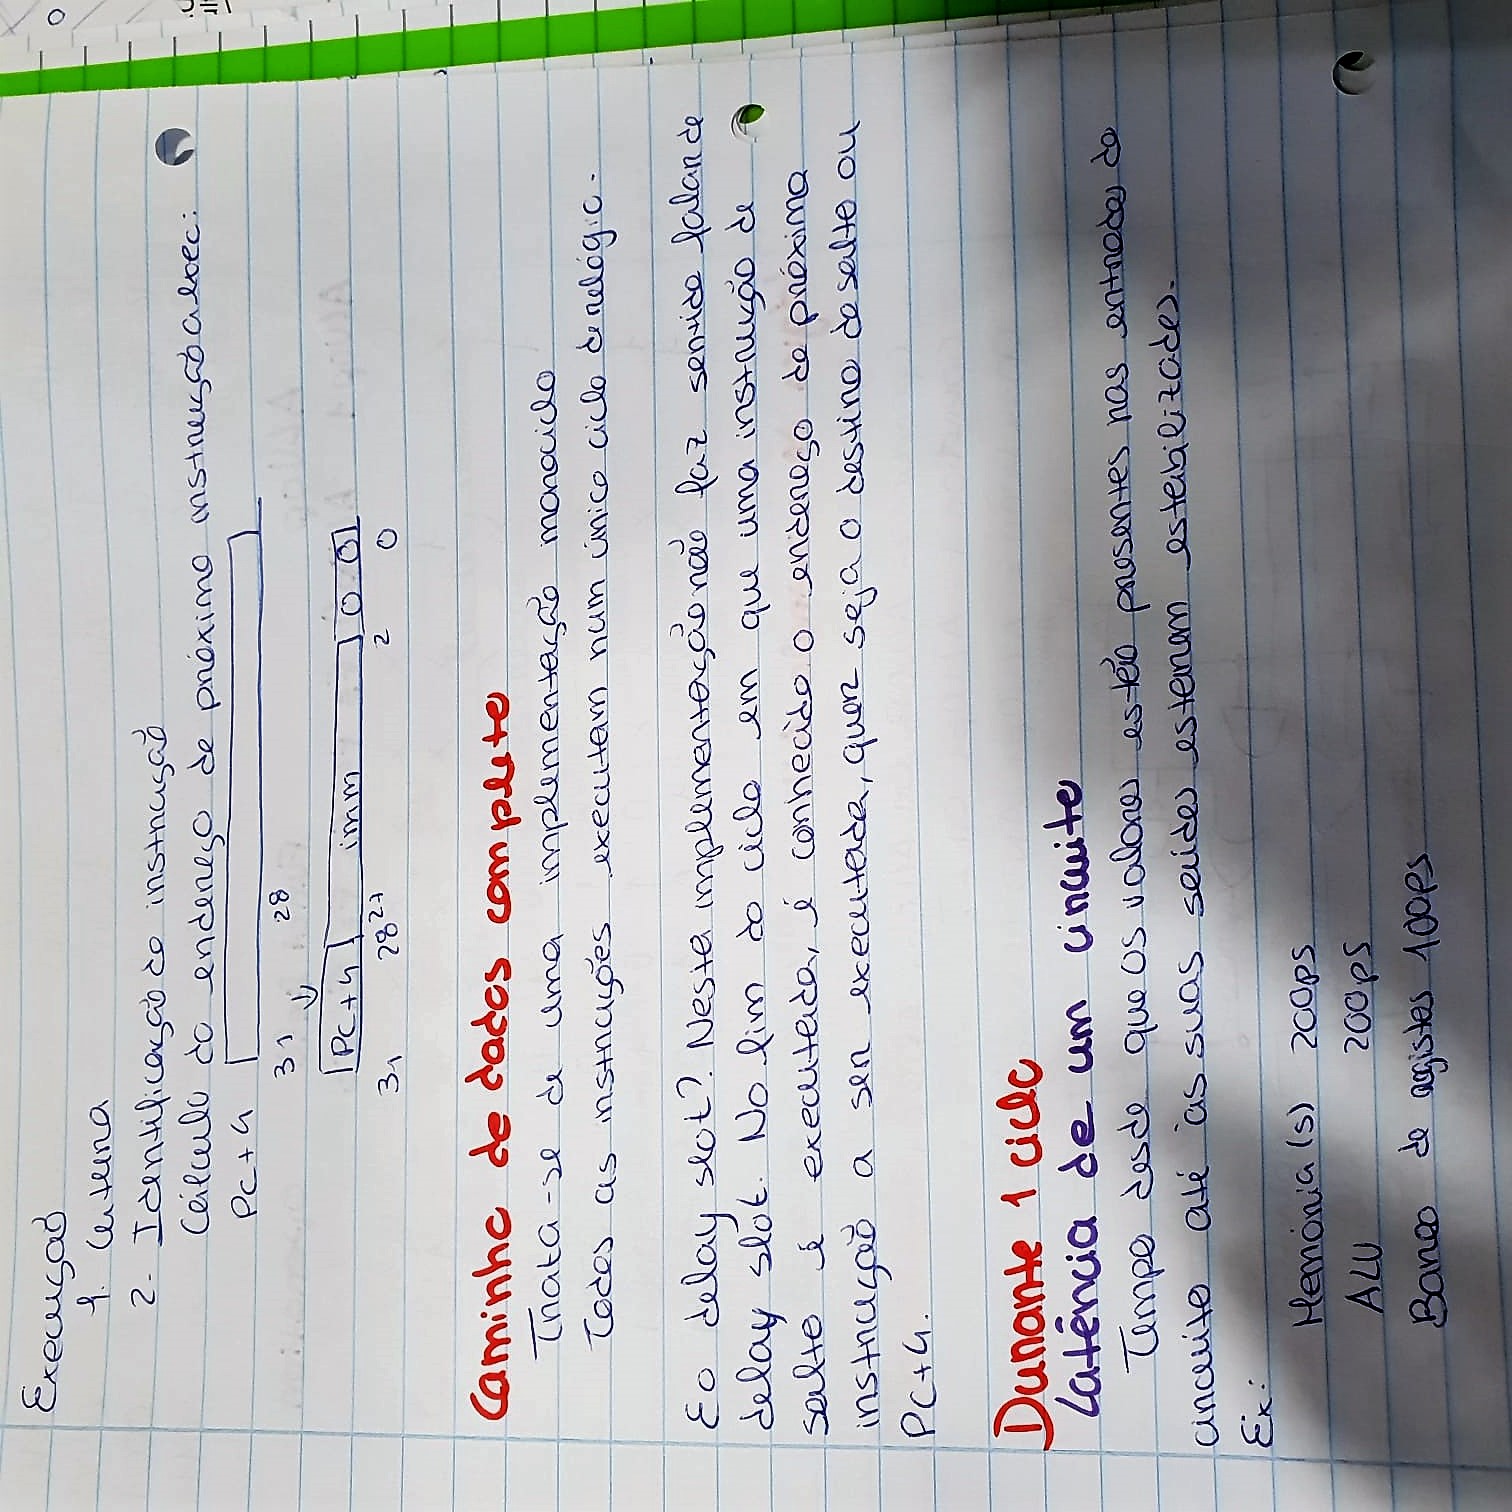 Execução
1. Leitura
2. Identificação da instrução
Cálculo do endereço da próxima instrução a exec:
PC+4
31 28
PC+4 imm 0 0
31 28 27 2 0
Caminho de dados completo
Trata-se de uma implementação monociclo
Todas as instruções executam num único ciclo de relógio.
E o delay slot? Nesta implementação não faz sentido falar de
delay slot. No fim do ciclo em que uma instrução de
salto é executada, é conhecido o endereço da próxima
instrução a ser executada, quer seja o destino do salto ou
PC+4.
Durante 1 ciclo
Latência de um circuito
Tempo desde que os valores estão presentes nas entradas do
circuito até às suas saídas estarem estabilizadas.
Ex:
Memória(s) 200ps
ALU 200ps
Banco de registos 100ps